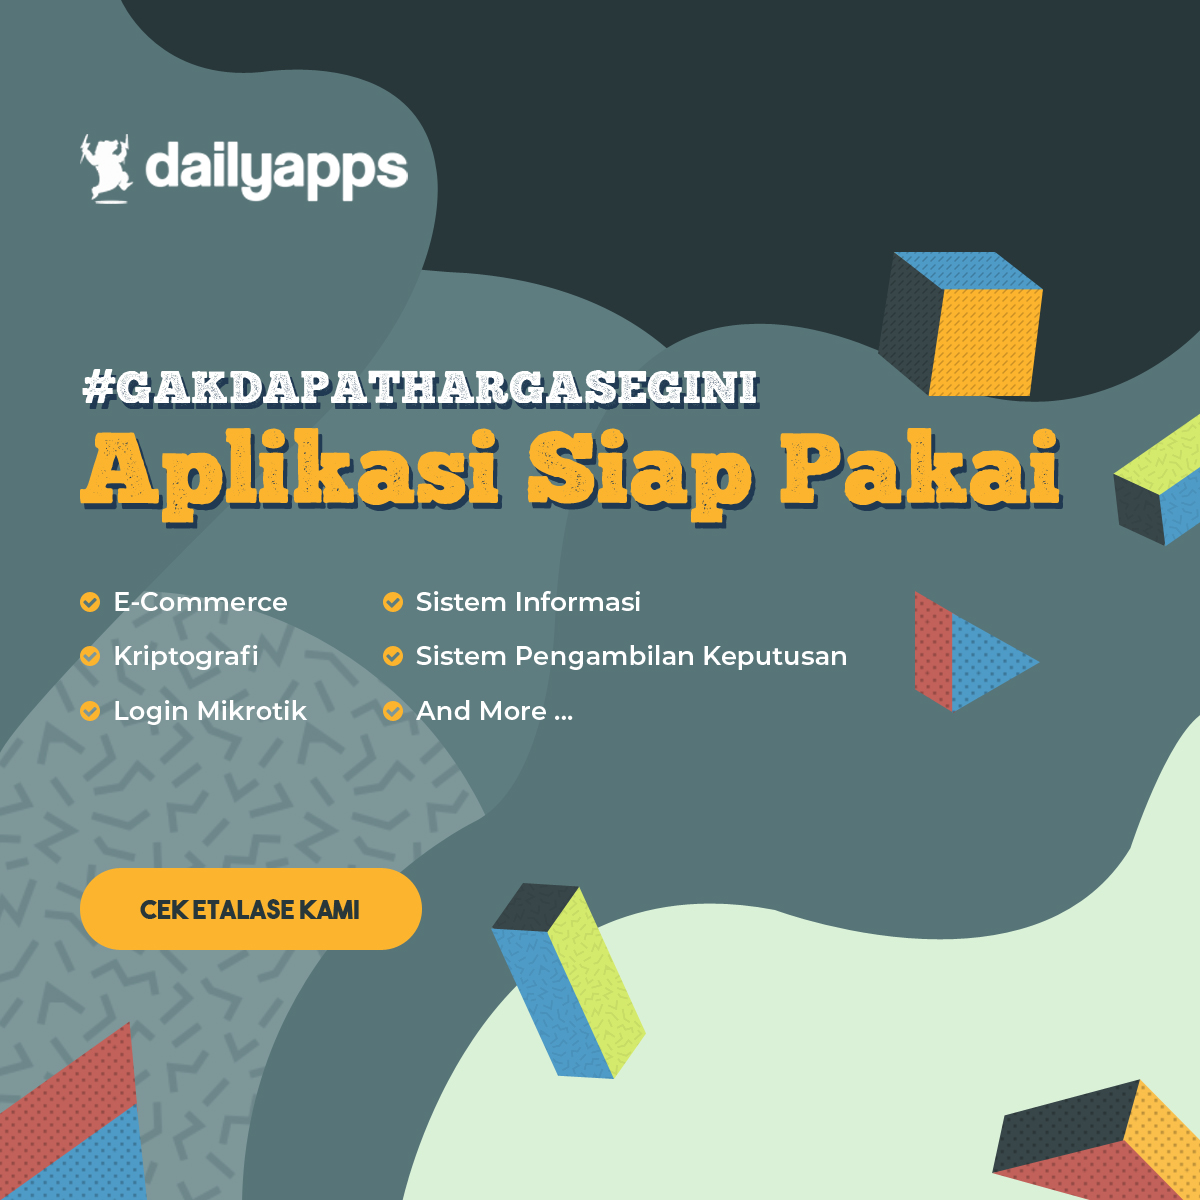 dailyapps
#GAKDAPATHARGASEGINI
Aplikasi Siap Pakai
E-Commerce
Kriptografi
Login Mikrotik
Sistem Informasi
Sistem Pengambilan Keputusan
And More ...
CEK ETALASE KAMI